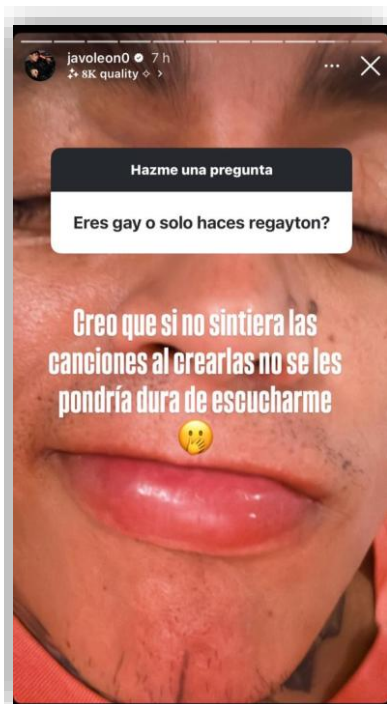 javoleon0 7 h
8K quality
Hazme una pregunta
Eres gay o solo haces regayton?
Creo que si no sintiera las
canciones al crearlas no se les
pondría dura de escucharme